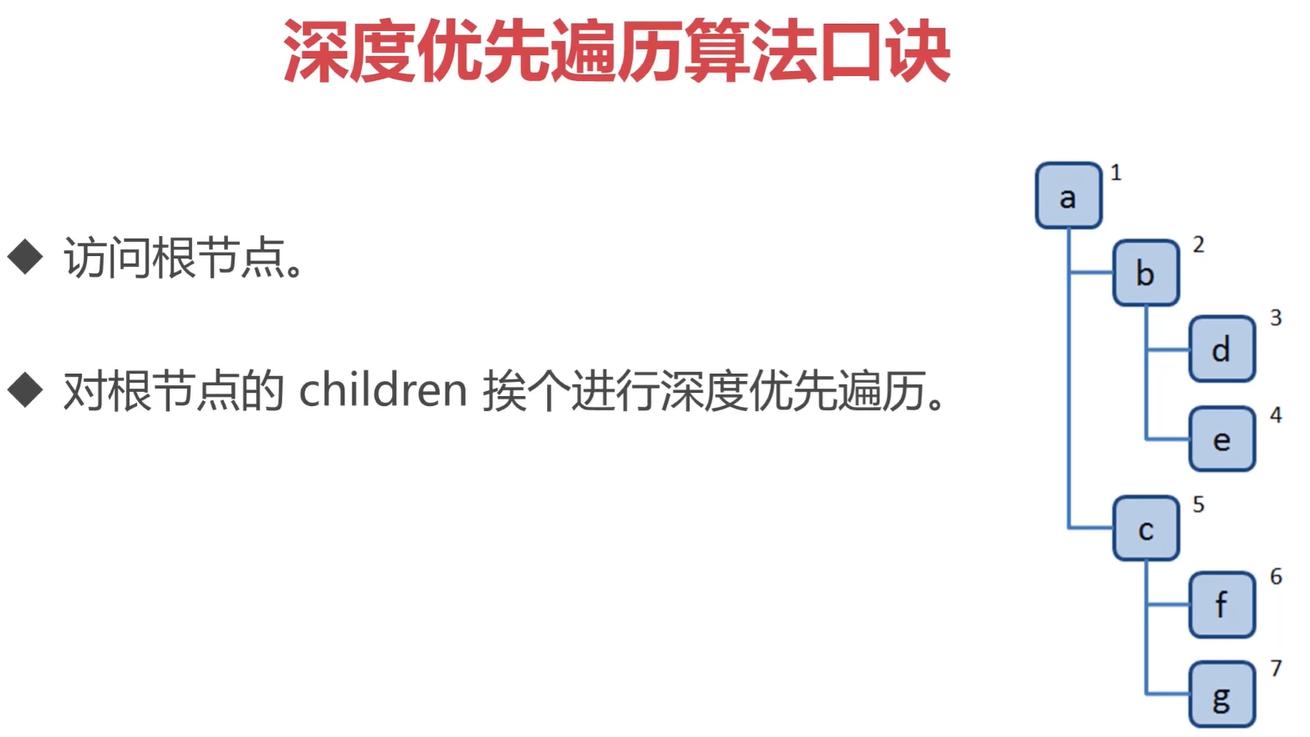 深度优先遍历算法口诀
◆ 访问根节点。
◆ 对根节点的 children 挨个进行深度优先遍历。
a 1
b 2
d 3
e 4
c 5
f 6
g 7